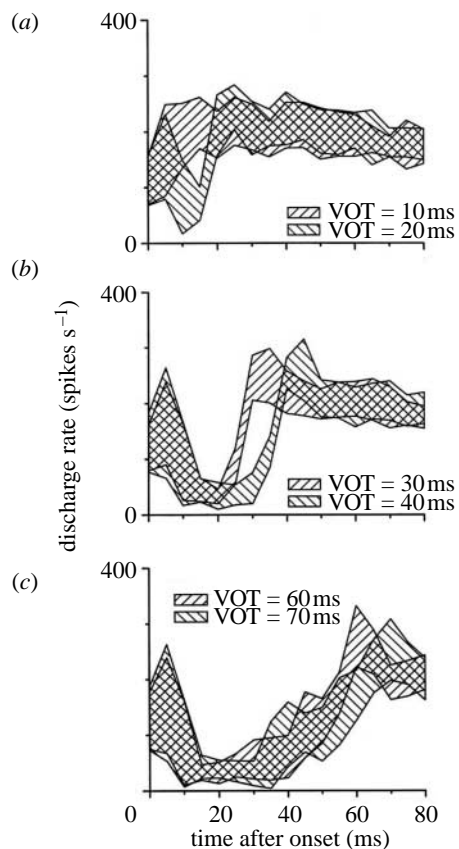 (a)
400
0
VOT = 10 ms
VOT = 20 ms
(b)
400
0
VOT = 30 ms
VOT = 40 ms
discharge rate (spikes s⁻¹)
(c)
400
VOT = 60 ms
VOT = 70 ms
0
0 20 40 60 80
time after onset (ms)